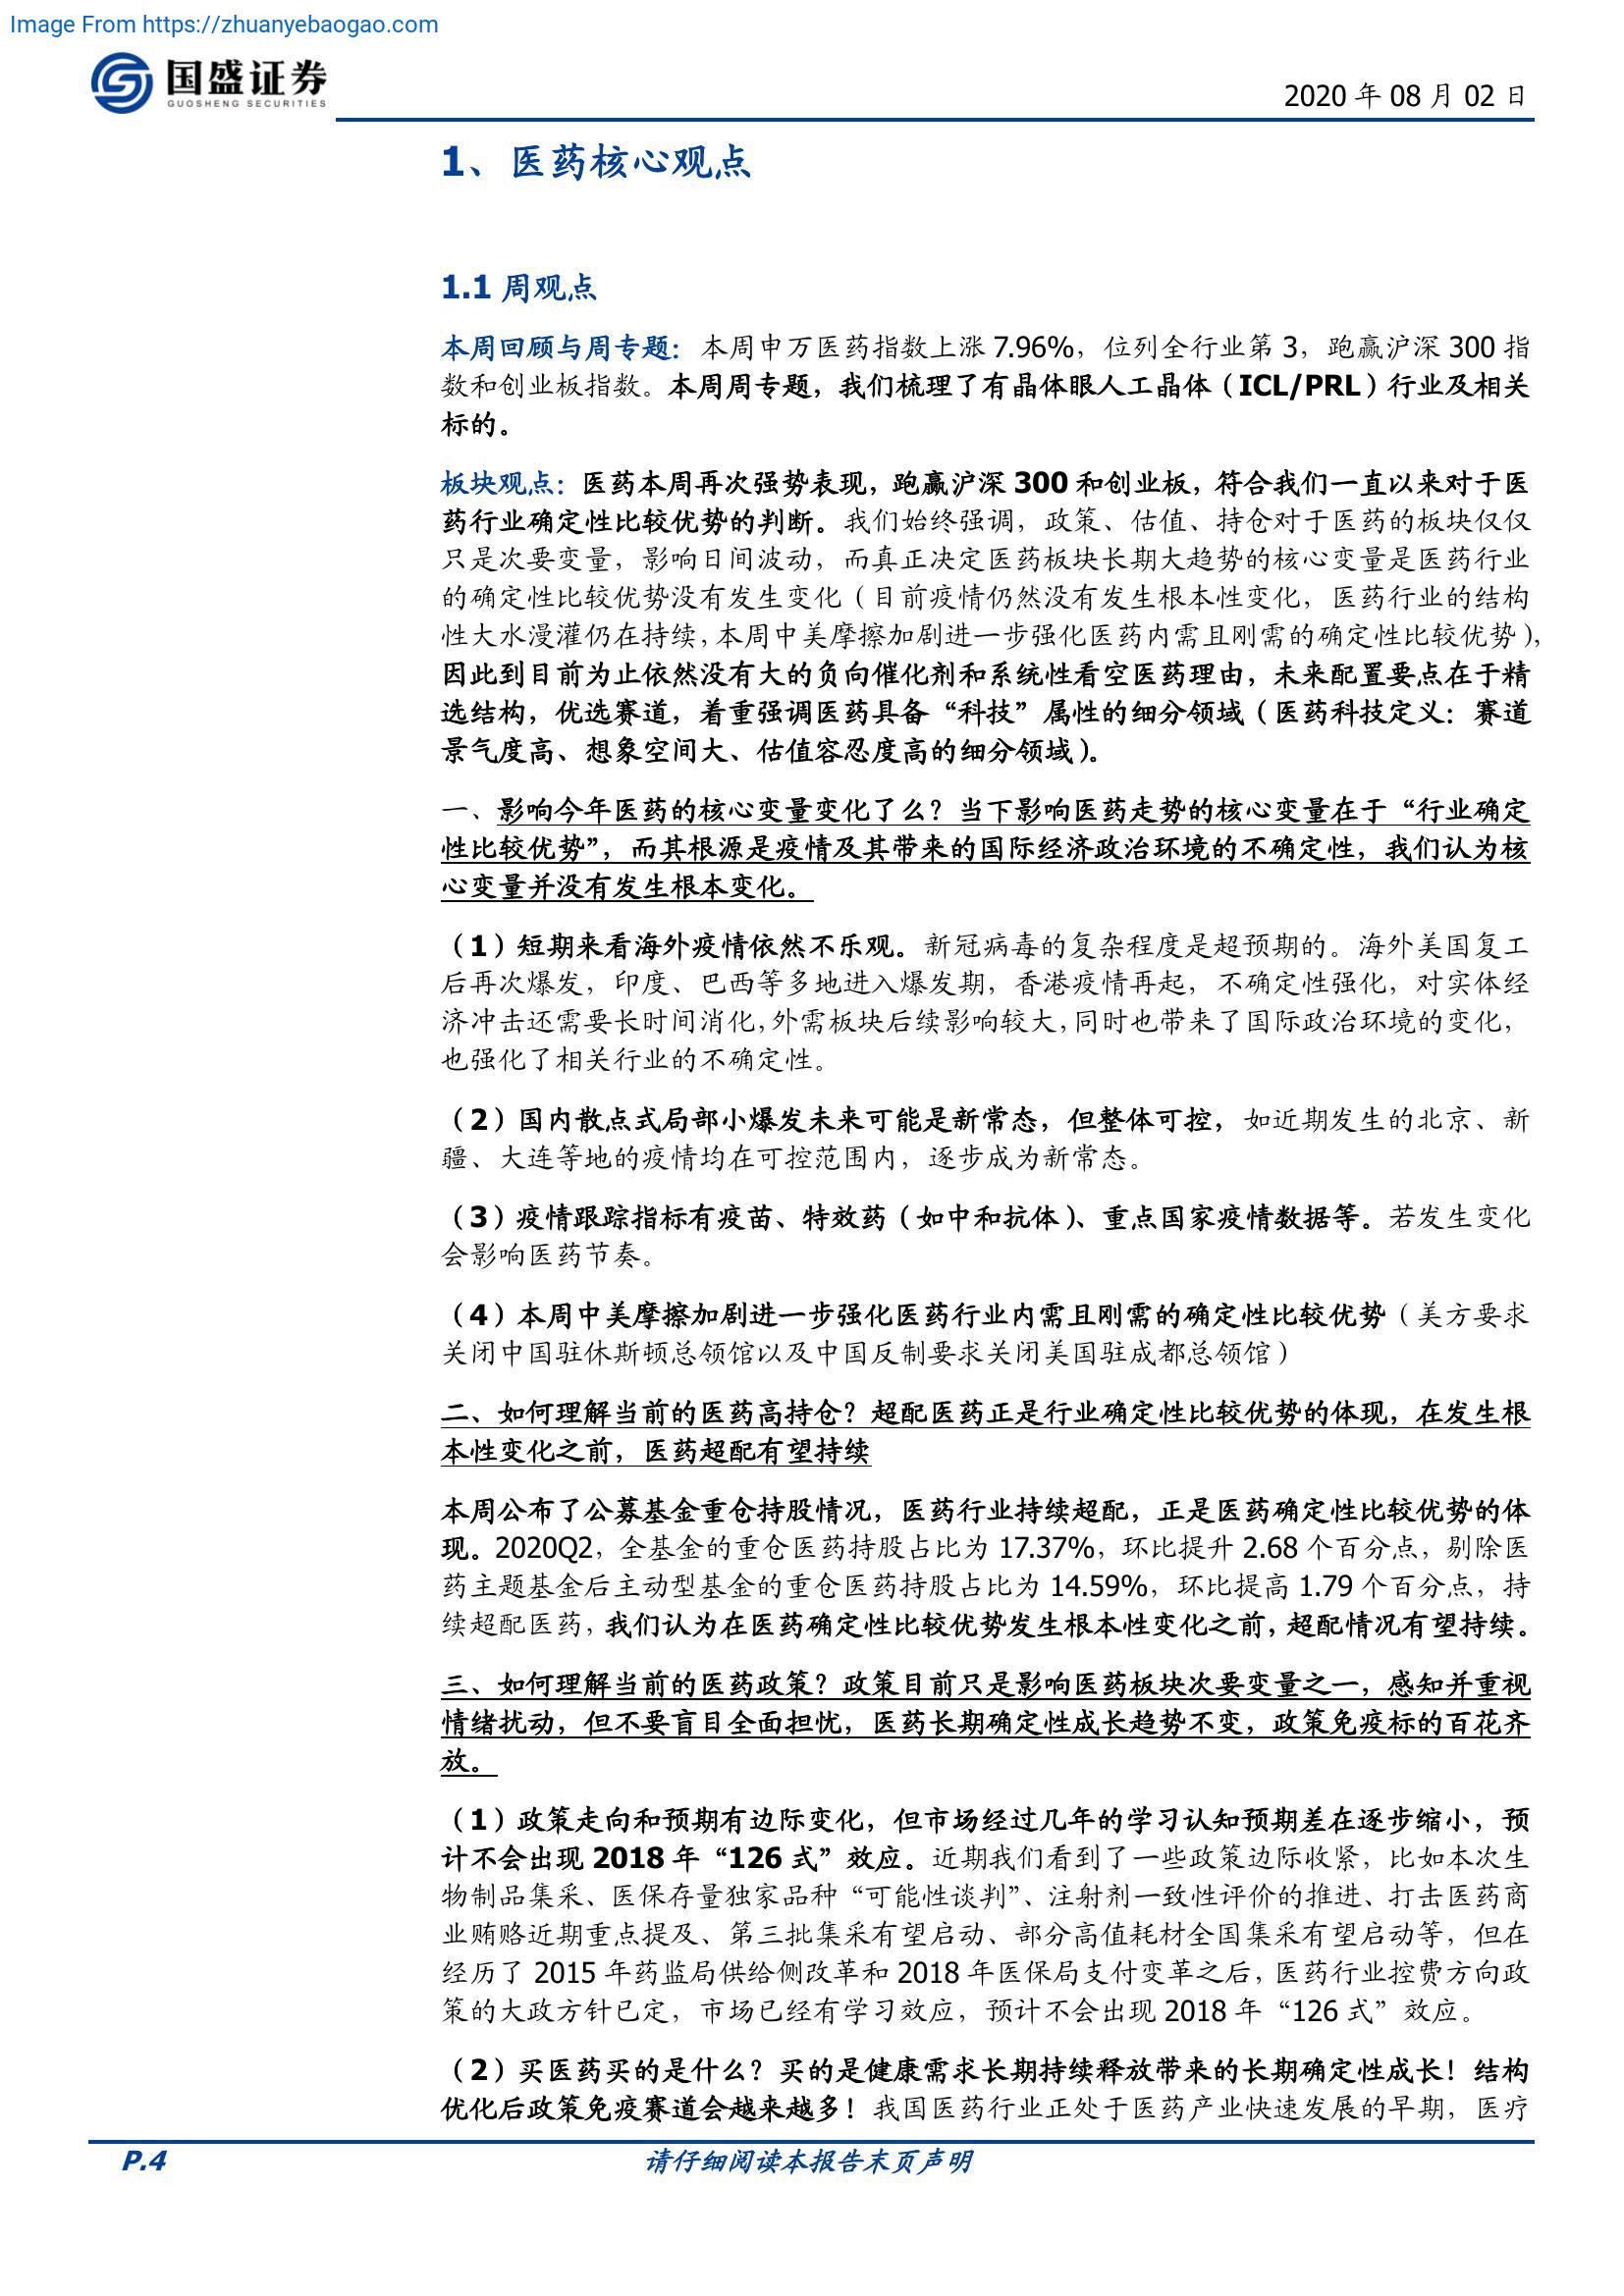 Image From https://zhuanyebaogao.com
国盛证券
GUOSHENG SECURITIES
2020 年 08 月 02 日
1、医药核心观点
1.1 周观点
本周回顾与周专题：本周申万医药指数上涨 7.96%，位列全行业第 3，跑赢沪深 300 指
数和创业板指数。本周周专题，我们梳理了有晶体眼人工晶体（ICL/PRL）行业及相关
标的。
板块观点：医药本周再次强势表现，跑赢沪深 300 和创业板，符合我们一直以来对于医
药行业确定性比较优势的判断。我们始终强调，政策、估值、持仓对于医药的板块仅仅
只是次要变量，影响日间波动，而真正决定医药板块长期大趋势的核心变量是医药行业
的确定性比较优势没有发生变化（目前疫情仍然没有发生根本性变化，医药行业的结构
性大水漫灌仍在持续，本周中美摩擦加剧进一步强化医药内需且刚需的确定性比较优势），
因此到目前为止依然没有大的负向催化剂和系统性看空医药理由，未来配置要点在于精
选结构，优选赛道，着重强调医药具备“科技”属性的细分领域（医药科技定义：赛道
景气度高、想象空间大、估值容忍度高的细分领域）。
一、影响今年医药的核心变量变化了么？当下影响医药走势的核心变量在于“行业确定
性比较优势”，而其根源是疫情及其带来的国际经济政治环境的不确定性，我们认为核
心变量并没有发生根本变化。
（1）短期来看海外疫情依然不乐观。新冠病毒的复杂程度是超预期的。海外美国复工
后再次爆发，印度、巴西等多地进入爆发期，香港疫情再起，不确定性强化，对实体经
济冲击还需要长时间消化，外需板块后续影响较大，同时也带来了国际政治环境的变化，
也强化了相关行业的不确定性。
（2）国内散点式局部小爆发未来可能是新常态，但整体可控，如近期发生的北京、新
疆、大连等地的疫情均在可控范围内，逐步成为新常态。
（3）疫情跟踪指标有疫苗、特效药（如中和抗体）、重点国家疫情数据等。若发生变化
会影响医药节奏。
（4）本周中美摩擦加剧进一步强化医药行业内需且刚需的确定性比较优势（美方要求
关闭中国驻休斯顿总领馆以及中国反制要求关闭美国驻成都总领馆）
二、如何理解当前的医药高持仓？超配医药正是行业确定性比较优势的体现，在发生根
本性变化之前，医药超配有望持续
本周公布了公募基金重仓持股情况，医药行业持续超配，正是医药确定性比较优势的体
现。2020Q2，全基金的重仓医药持股占比为 17.37%，环比提升 2.68 个百分点，剔除医
药主题基金后主动型基金的重仓医药持股占比为 14.59%，环比提高 1.79 个百分点，持
续超配医药，我们认为在医药确定性比较优势发生根本性变化之前，超配情况有望持续。
三、如何理解当前的医药政策？政策目前只是影响医药板块次要变量之一，感知并重视
情绪扰动，但不要盲目全面担忧，医药长期确定性成长趋势不变，政策免疫标的百花齐
放。
（1）政策走向和预期有边际变化，但市场经过几年的学习认知预期差在逐步缩小，预
计不会出现 2018 年“126 式”效应。近期我们看到了一些政策边际收紧，比如本次生
物制品集采、医保存量独家品种“可能性谈判”、注射剂一致性评价的推进、打击医药商
业贿赂近期重点提及、第三批集采有望启动、部分高值耗材全国集采有望启动等，但在
经历了 2015 年药监局供给侧改革和 2018 年医保局支付变革之后，医药行业控费方向政
策的大政方针已定，市场已经有学习效应，预计不会出现 2018 年“126 式”效应。
（2）买医药买的是什么？买的是健康需求长期持续释放带来的长期确定性成长！结构
优化后政策免疫赛道会越来越多！我国医药行业正处于医药产业快速发展的早期，医疗
P.4
请仔细阅读本报告末页声明